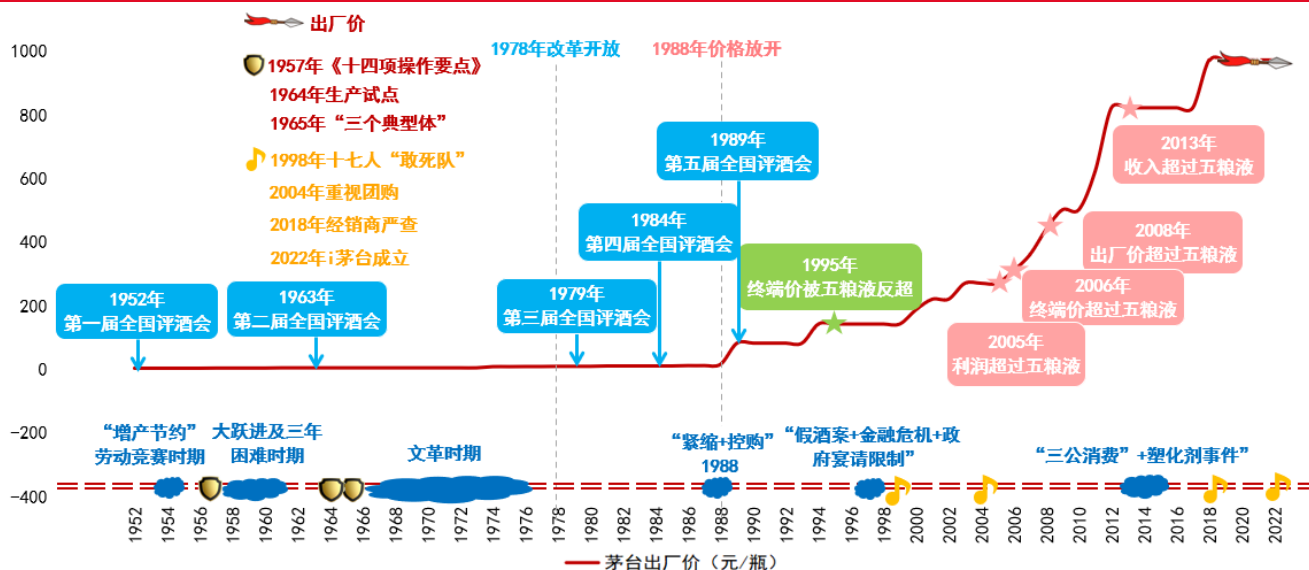 出厂价
1957年《十四项操作要点》
1964年生产试点
1965年“三个典型体”
1998年十七人“敢死队”
2004年重视团购
2018年经销商严查
2022年i茅台成立
1978年改革开放
1988年价格放开
1000
800
600
400
200
0
-200
-400
1952年
第一届全国评酒会
1963年
第二届全国评酒会
1979年
第三届全国评酒会
1984年
第四届全国评酒会
1989年
第五届全国评酒会
1995年
终端价被五粮液反超
2013年
收入超过五粮液
2008年
出厂价超过五粮液
2006年
终端价超过五粮液
2005年
利润超过五粮液
“增产节约”
劳动竞赛时期
大跃进及三年
困难时期
文革时期
“紧缩+控购”
1988
“假酒案+金融危机+政
府宴请限制”
“三公消费”+塑化剂事件”
1952
1954
1956
1958
1960
1962
1964
1966
1968
1970
1972
1974
1976
1978
1980
1982
1984
1986
1988
1990
1992
1994
1996
1998
2000
2002
2004
2006
2008
2010
2012
2014
2016
2018
2020
2022
茅台出厂价（元/瓶）